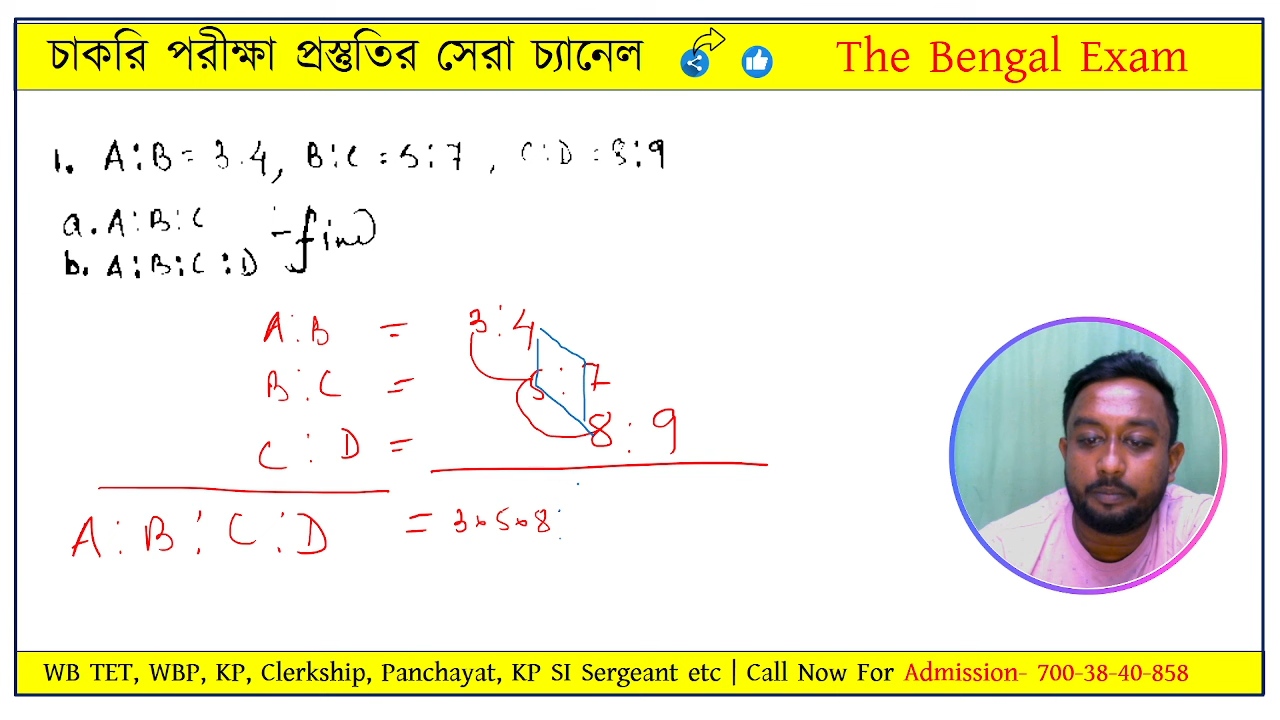 চাকরি পরীক্ষা প্রস্তুতির সেরা চ্যানেল The Bengal Exam
1. A:B = 3.4, B:C = 5:7, C:D = 8:9
a. A:B:C
b. A:B:C:D
- find
A:B = 3:4
B:C = 5:7
C:D = 8:9
A:B:C:D = 3×5×8:
WB TET, WBP, KP, Clerkship, Panchayat, KP SI Sergeant etc | Call Now For Admission- 700-38-40-858